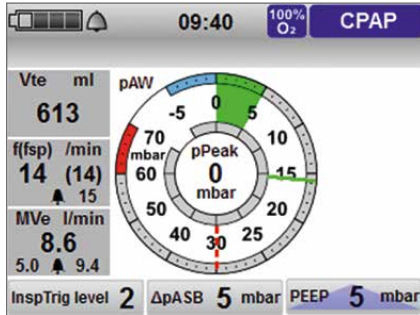 09:40
100%
O₂
CPAP
Vte ml
613
f(fsp) /min
14 (14)
15
MVe l/min
8.6
5.0 9.4
pAW
-5 0 5
70 10
mbar
60 15
50 20
40 30 25
pPeak
0
mbar
InspTrig level 2
ΔpASB 5 mbar
PEEP 5 mbar